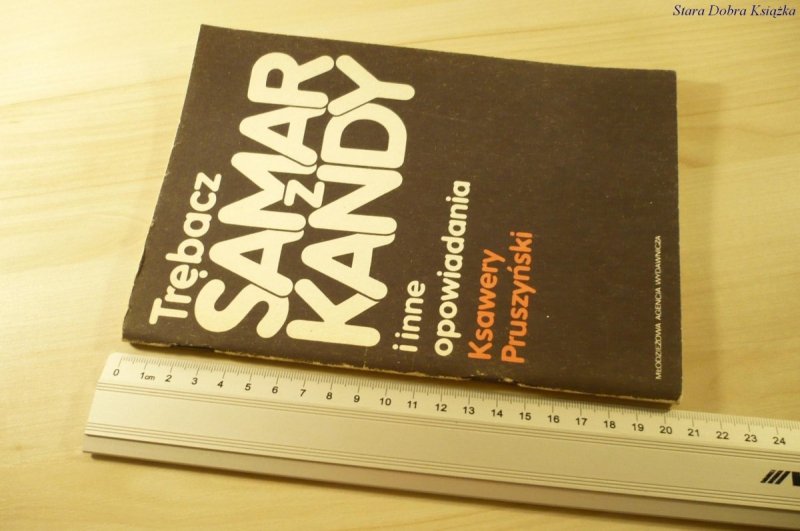 Stara Dobra Książka
Trębacz
SAMAR
z
KANDY
i inne
opowiadania
Ksawery
Pruszyński
MŁODZIEŻOWA AGENCJA WYDAWNICZA
0 1cm 2 3 4 5 6 7 8 9 10 11 12 13 14 15 16 17 18 19 20 21 22 23 24